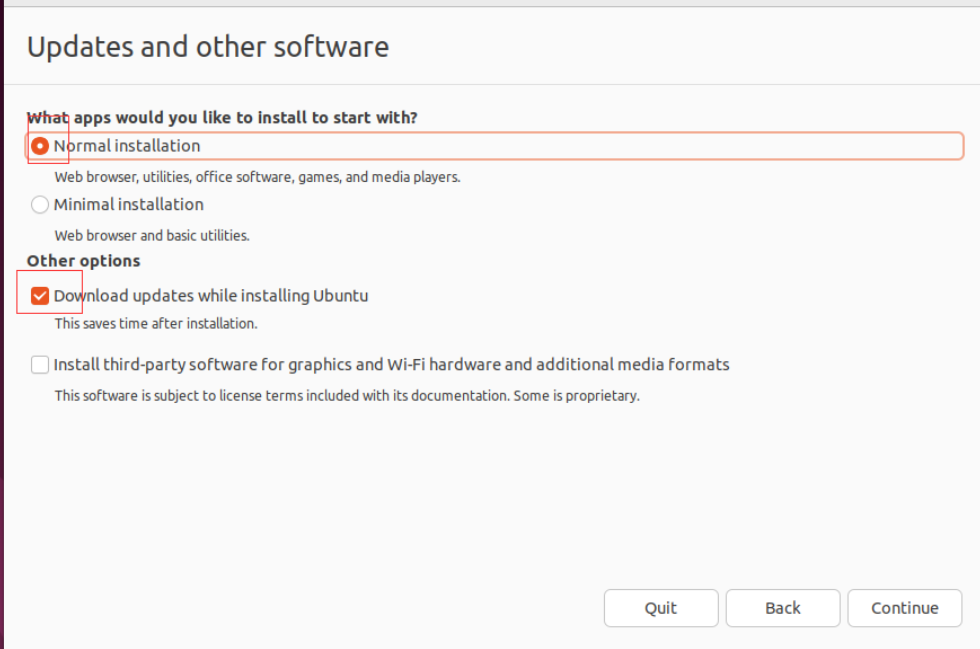 Updates and other software
What apps would you like to install to start with?
Normal installation
Web browser, utilities, office software, games, and media players.
Minimal installation
Web browser and basic utilities.
Other options
Download updates while installing Ubuntu
This saves time after installation.
Install third-party software for graphics and Wi-Fi hardware and additional media formats
This software is subject to license terms included with its documentation. Some is proprietary.
Quit
Back
Continue